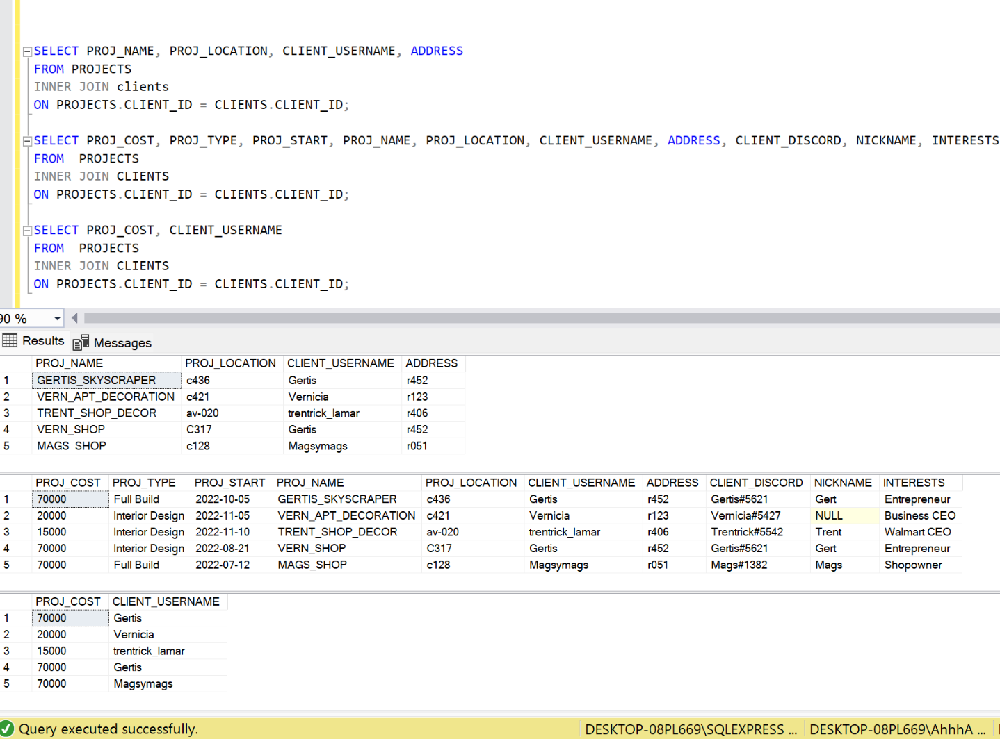 SELECT PROJ_NAME, PROJ_LOCATION, CLIENT_USERNAME, ADDRESS
FROM PROJECTS
INNER JOIN clients
ON PROJECTS.CLIENT_ID = CLIENTS.CLIENT_ID;
SELECT PROJ_COST, PROJ_TYPE, PROJ_START, PROJ_NAME, PROJ_LOCATION, CLIENT_USERNAME, ADDRESS, CLIENT_DISCORD, NICKNAME, INTERESTS
FROM  PROJECTS
INNER JOIN CLIENTS
ON PROJECTS.CLIENT_ID = CLIENTS.CLIENT_ID;
SELECT PROJ_COST, CLIENT_USERNAME
FROM  PROJECTS
INNER JOIN CLIENTS
ON PROJECTS.CLIENT_ID = CLIENTS.CLIENT_ID;
90 %
Results Messages
PROJ_NAME PROJ_LOCATION CLIENT_USERNAME ADDRESS
1 GERTIS_SKYSCRAPER c436 Gertis r452
2 VERN_APT_DECORATION c421 Vernicia r123
3 TRENT_SHOP_DECOR av-020 trentrick_lamar r406
4 VERN_SHOP C317 Gertis r452
5 MAGS_SHOP c128 Magsymags r051
PROJ_COST PROJ_TYPE PROJ_START PROJ_NAME PROJ_LOCATION CLIENT_USERNAME ADDRESS CLIENT_DISCORD NICKNAME INTERESTS
1 70000 Full Build 2022-10-05 GERTIS_SKYSCRAPER c436 Gertis r452 Gertis#5621 Gert Entrepreneur
2 20000 Interior Design 2022-11-05 VERN_APT_DECORATION c421 Vernicia r123 Vernicia#5427 NULL Business CEO
3 15000 Interior Design 2022-11-10 TRENT_SHOP_DECOR av-020 trentrick_lamar r406 Trentrick#5542 Trent Walmart CEO
4 70000 Interior Design 2022-08-21 VERN_SHOP C317 Gertis r452 Gertis#5621 Gert Entrepreneur
5 70000 Full Build 2022-07-12 MAGS_SHOP c128 Magsymags r051 Mags#1382 Mags Shopowner
PROJ_COST CLIENT_USERNAME
1 70000 Gertis
2 20000 Vernicia
3 15000 trentrick_lamar
4 70000 Gertis
5 70000 Magsymags
Query executed successfully. DESKTOP-08PL669\SQLEXPRESS ... DESKTOP-08PL669\AhhhA ...